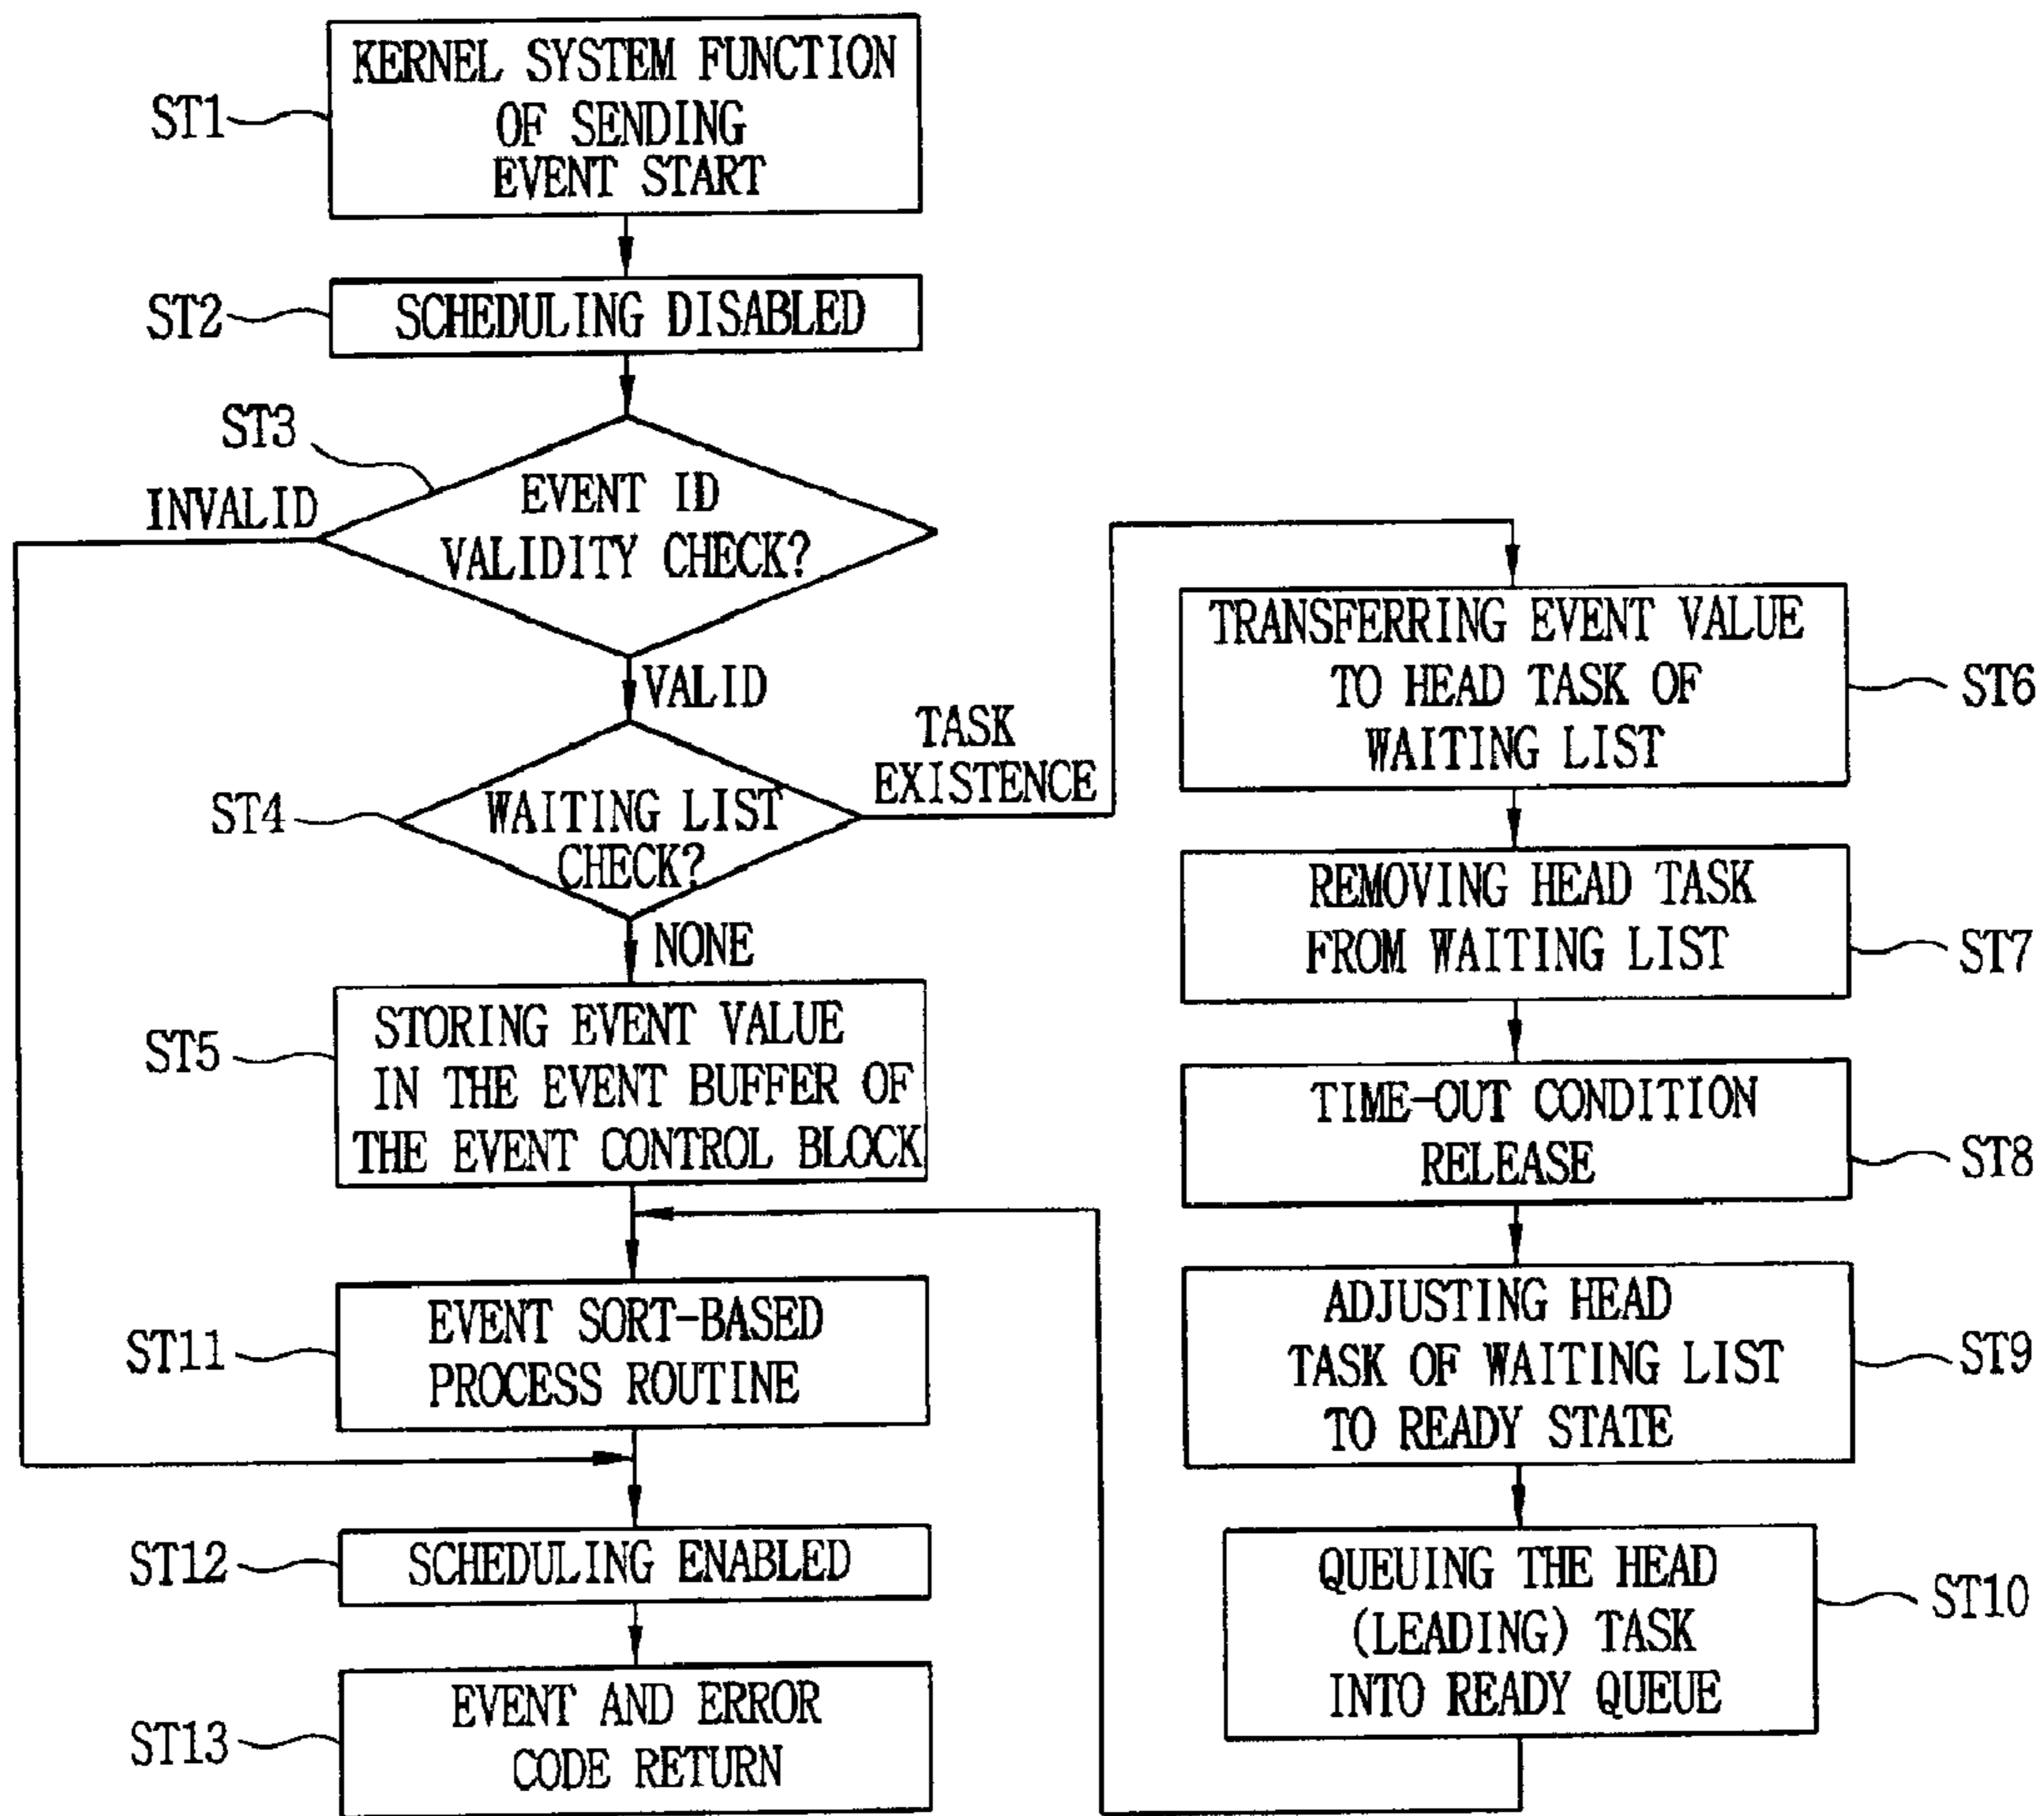 KERNEL SYSTEM FUNCTION
OF SENDING
EVENT START
ST1
SCHEDULING DISABLED
ST2
ST3
EVENT ID
VALIDITY CHECK?
INVALID
VALID
ST4
WAITING LIST
CHECK?
TASK
EXISTENCE
NONE
ST5
STORING EVENT VALUE
IN THE EVENT BUFFER OF
THE EVENT CONTROL BLOCK
TRANSFERRING EVENT VALUE
TO HEAD TASK OF
WAITING LIST
ST6
REMOVING HEAD TASK
FROM WAITING LIST
ST7
TIME-OUT CONDITION
RELEASE
ST8
ADJUSTING HEAD
TASK OF WAITING LIST
TO READY STATE
ST9
QUEUING THE HEAD
(LEADING) TASK
INTO READY QUEUE
ST10
ST11
EVENT SORT-BASED
PROCESS ROUTINE
ST12
SCHEDULING ENABLED
ST13
EVENT AND ERROR
CODE RETURN